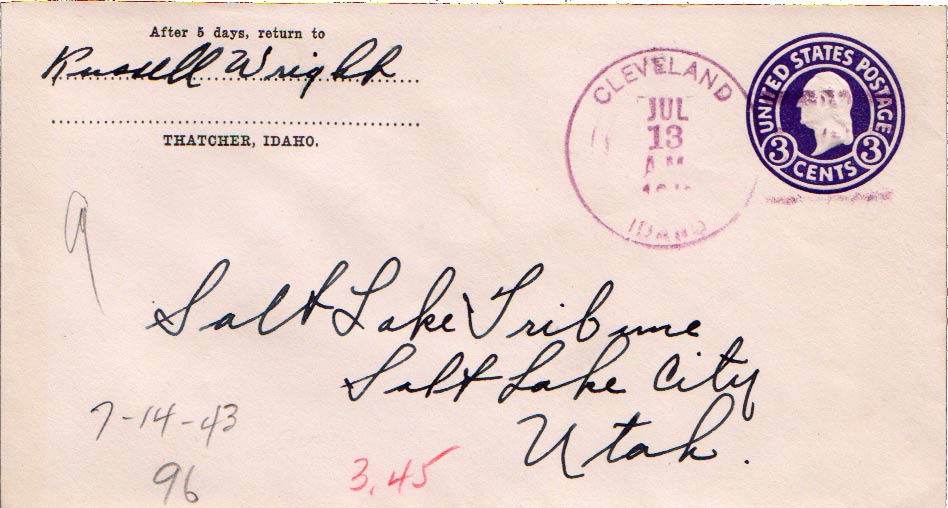 After 5 days, return to
Russell Wright
THATCHER, IDAHO.
CLEVELAND
JUL
13
A.M.
IDAHO
UNITED STATES POSTAGE
3 CENTS 3
9
Salt Lake Tribune
Salt Lake City
Utah.
7-14-43
96
3.45